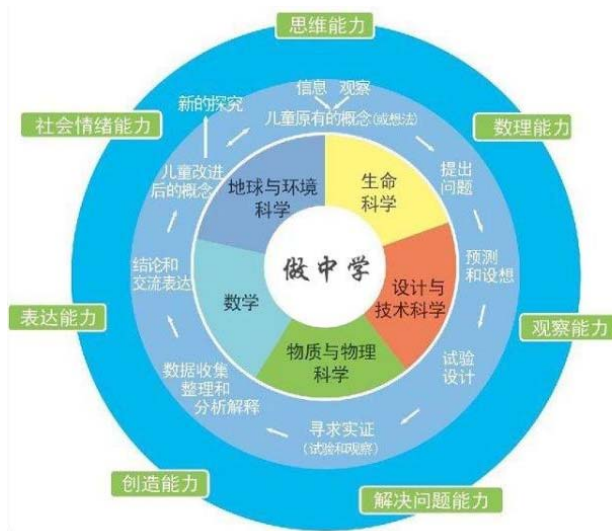 思维能力
信息 观察
新的探究
儿童原有的概念(或想法)
社会情绪能力
数理能力
儿童改进
后的概念
地球与环境
科学
生命
科学
提出
问题
做中学
结论和
交流表达
预测
和设想
数学
设计与
技术科学
表达能力
观察能力
物质与物理
科学
试验
设计
数据收集
整理和
分析解释
寻求实证
(试验和观察)
创造能力
解决问题能力